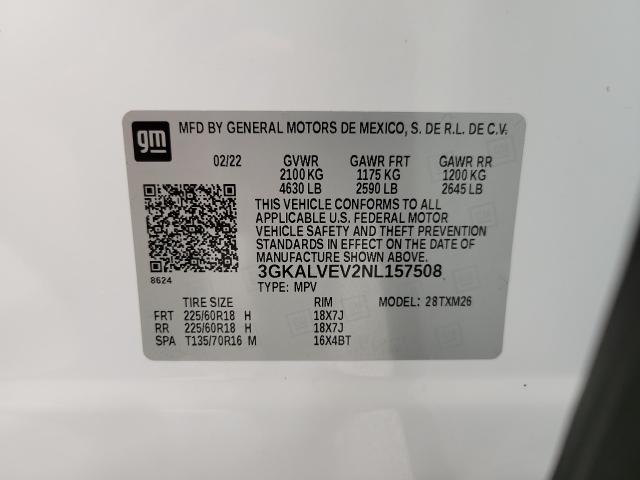 gm MFD BY GENERAL MOTORS DE MEXICO, S. DE R.L. DE C.V.
02/22 GVWR GAWR FRT GAWR RR
2100 KG 1175 KG 1200 KG
4630 LB 2590 LB 2645 LB
THIS VEHICLE CONFORMS TO ALL
APPLICABLE U.S. FEDERAL MOTOR
VEHICLE SAFETY AND THEFT PREVENTION
STANDARDS IN EFFECT ON THE DATE OF
MANUFACTURE SHOWN ABOVE.
8624 3GKALVEV2NL157508
TYPE: MPV
TIRE SIZE RIM MODEL: 28TXM26
FRT 225/60R18 H 18X7J
RR 225/60R18 H 18X7J
SPA T135/70R16 M 16X4BT